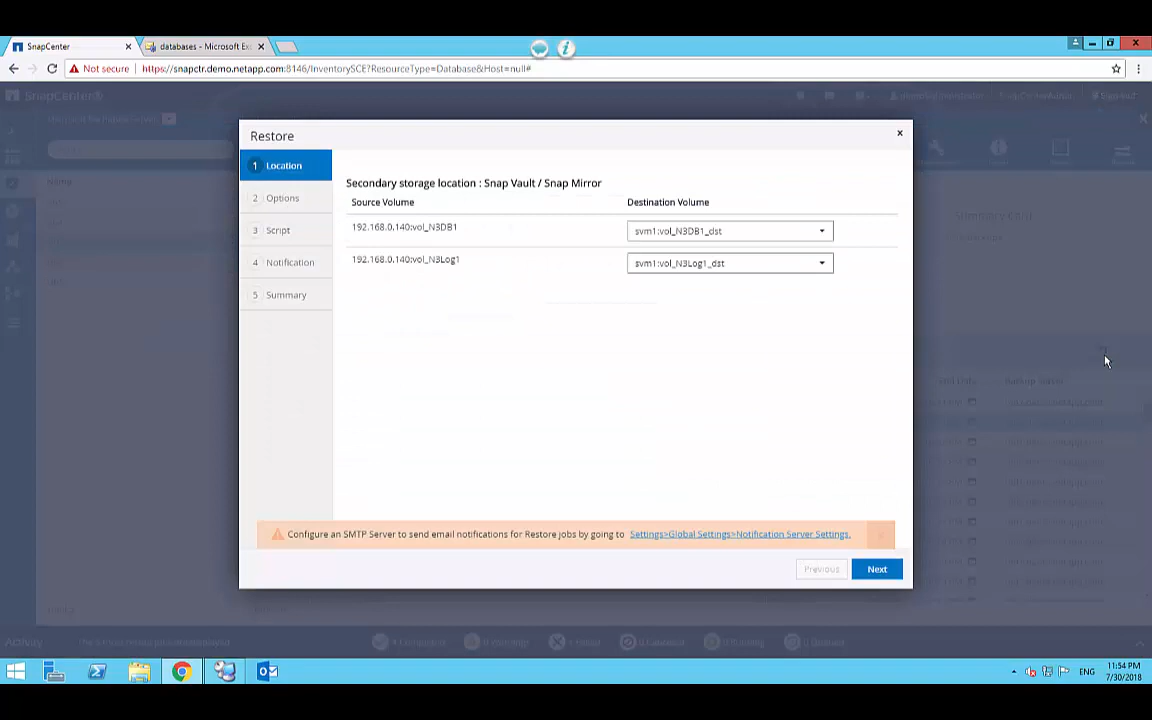 SnapCenter
databases - Microsoft Ex
Not secure
https://snapctr.demo.netapp.com:8146/InventorySCE?ResourceType=Database&Host=null#
SnapCenter®
Name
Restore
1 Location
2 Options
3 Script
4 Notification
5 Summary
Secondary storage location : Snap Vault / Snap Mirror
Source Volume
Destination Volume
192.168.0.140:vol_N3DB1
svm1:vol_N3DB1_dst
192.168.0.140:vol_N3Log1
svm1:vol_N3Log1_dst
Summary Card
Configure an SMTP Server to send email notifications for Restore jobs by going to Settings>Global Settings>Notification Server Settings.
Previous
Next
Activity
ENG
11:54 PM
7/30/2018